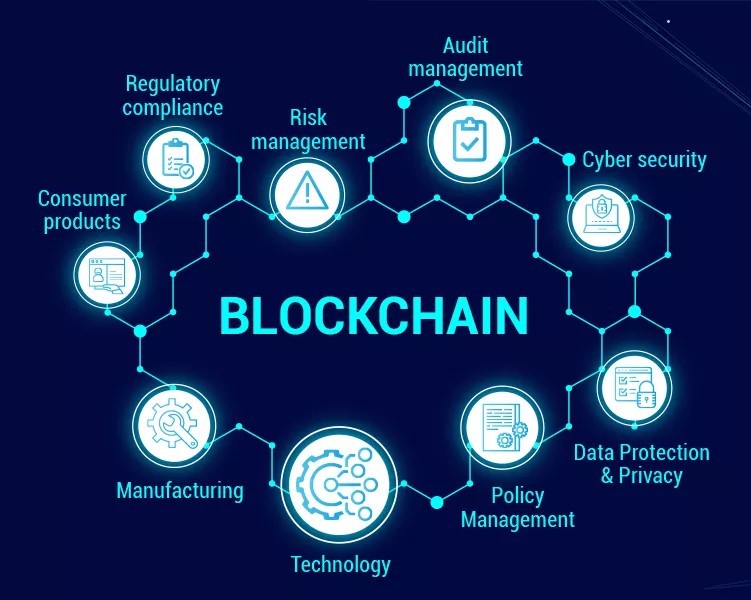 Audit
management
Regulatory
compliance
Risk
management
Cyber security
Consumer
products
BLOCKCHAIN
Data Protection
& Privacy
Manufacturing
Policy
Management
Technology